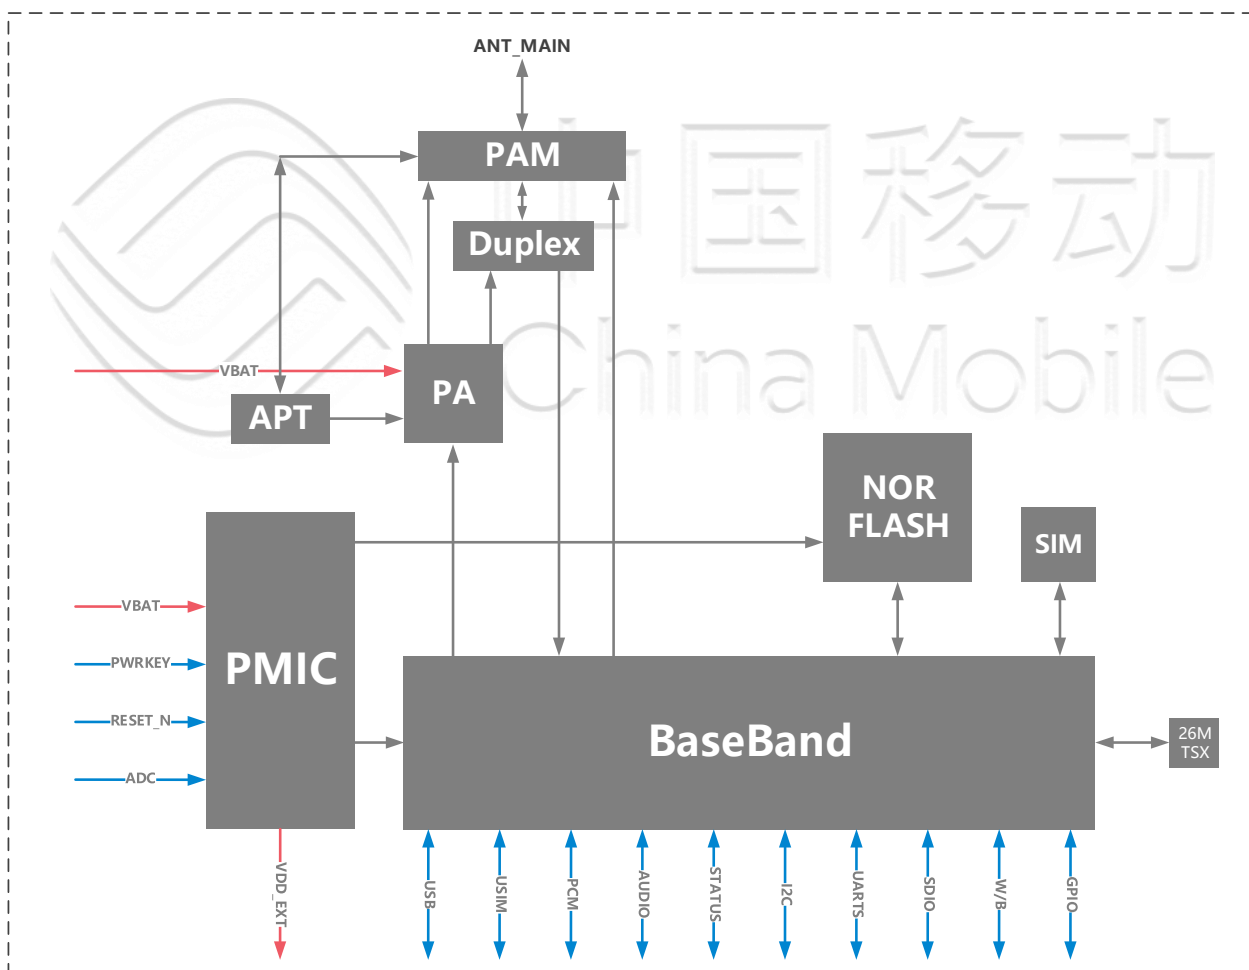 ANT_MAIN
PAM
Duplex
VBAT
PA
APT
NOR
FLASH
SIM
VBAT
PWRKEY
RESET_N
ADC
PMIC
BaseBand
26M
TSX
VDD_EXT
USB
USIM
PCM
AUDIO
STATUS
I2C
UARTS
SDIO
W/B
GPIO
中国移动
China Mobile